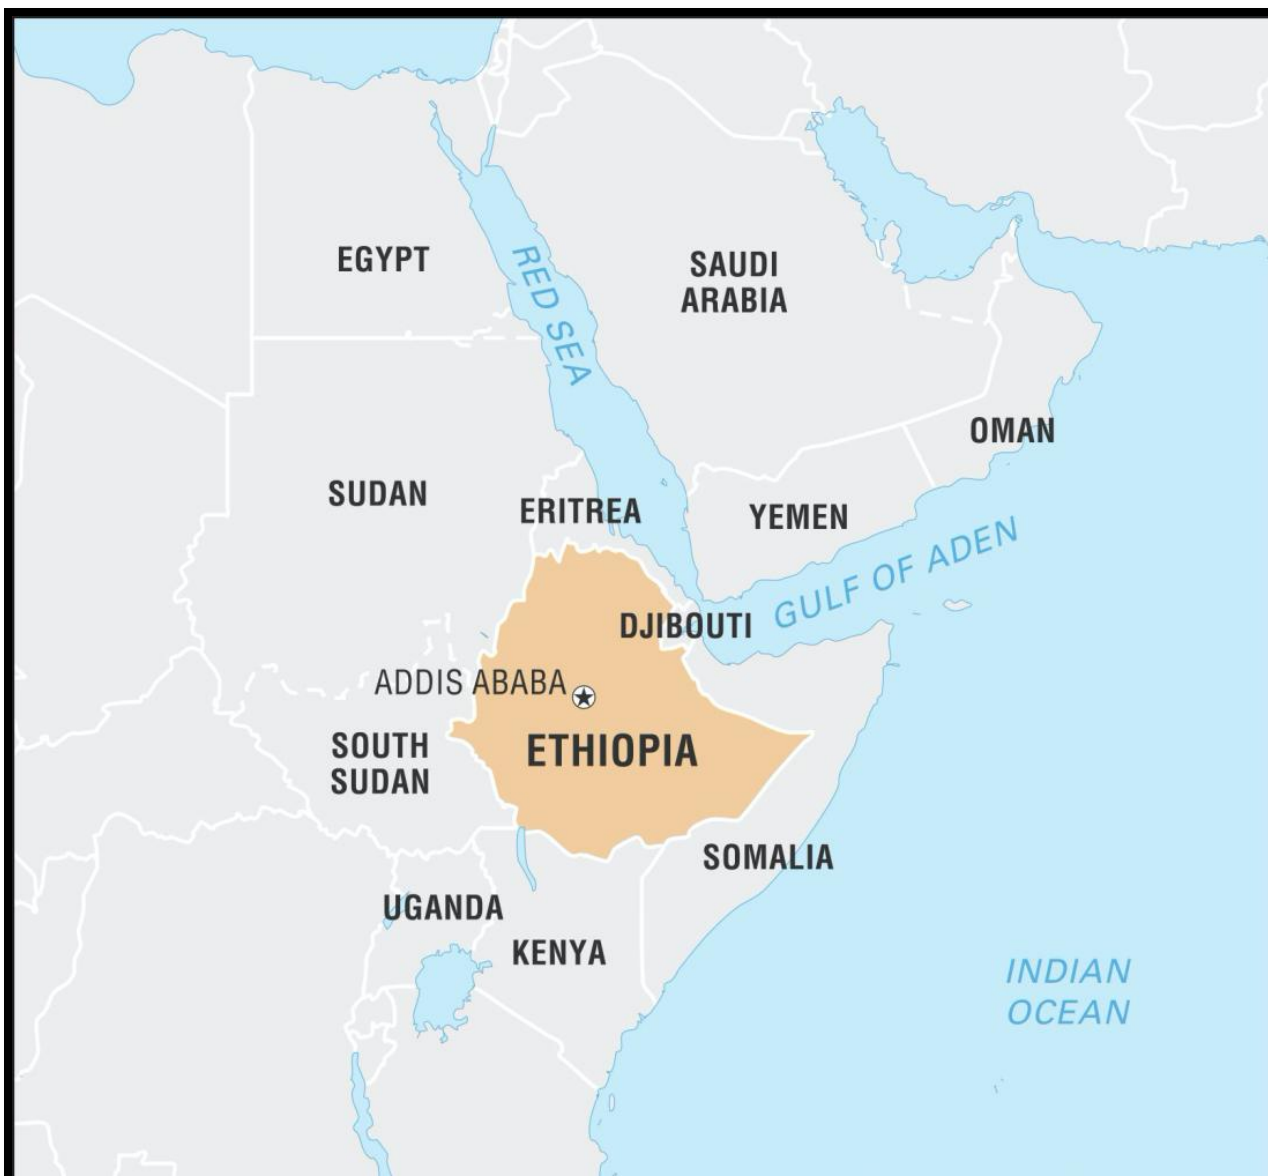 EGYPT
RED SEA
SAUDI
ARABIA
OMAN
SUDAN
ERITREA
YEMEN
GULF OF ADEN
DJIBOUTI
ADDIS ABABA
SOUTH
SUDAN
ETHIOPIA
SOMALIA
UGANDA
KENYA
INDIAN
OCEAN